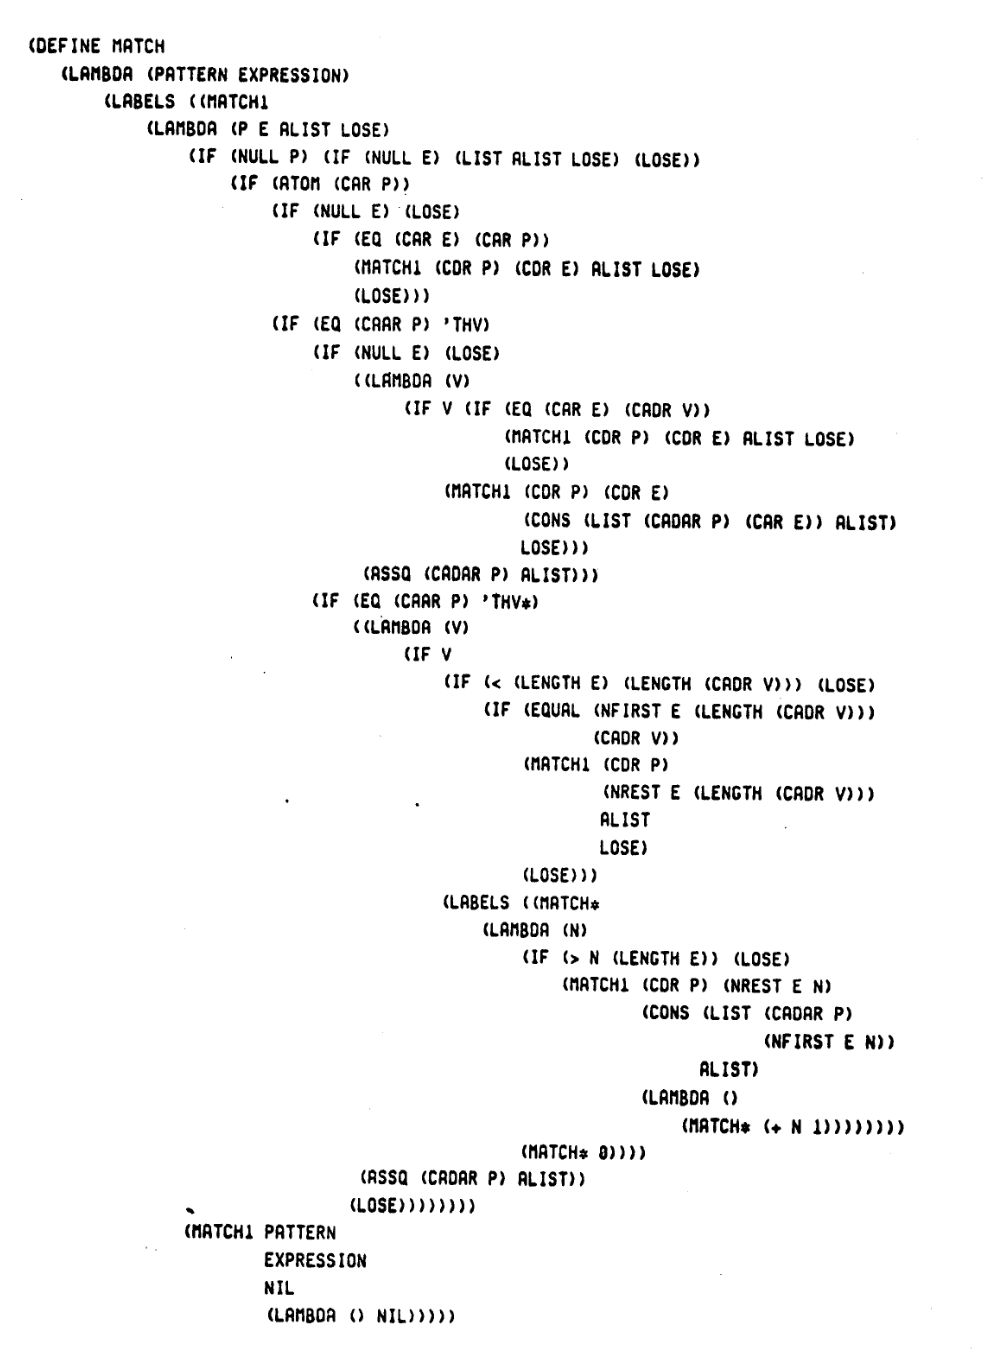 (DEFINE MATCH
(LAMBDA (PATTERN EXPRESSION)
(LABELS ((MATCH1
(LAMBDA (P E ALIST LOSE)
(IF (NULL P) (IF (NULL E) (LIST ALIST LOSE) (LOSE))
(IF (ATOM (CAR P))
(IF (NULL E) (LOSE)
(IF (EQ (CAR E) (CAR P))
(MATCH1 (CDR P) (CDR E) ALIST LOSE)
(LOSE)))
(IF (EQ (CAAR P) 'THV)
(IF (NULL E) (LOSE)
((LAMBDA (V)
(IF V (IF (EQ (CAR E) (CADR V))
(MATCH1 (CDR P) (CDR E) ALIST LOSE)
(LOSE))
(MATCH1 (CDR P) (CDR E)
(CONS (LIST (CADAR P) (CAR E)) ALIST)
LOSE)))
(ASSQ (CADAR P) ALIST)))
(IF (EQ (CAAR P) 'THV*)
((LAMBDA (V)
(IF V
(IF (< (LENGTH E) (LENGTH (CADR V))) (LOSE)
(IF (EQUAL (NFIRST E (LENGTH (CADR V)))
(CADR V))
(MATCH1 (CDR P)
(NREST E (LENGTH (CADR V)))
ALIST
LOSE)
(LOSE)))
(LABELS ((MATCH*
(LAMBDA (N)
(IF (> N (LENGTH E)) (LOSE)
(MATCH1 (CDR P) (NREST E N)
(CONS (LIST (CADAR P)
(NFIRST E N))
ALIST)
(LAMBDA ()
(MATCH* (+ N 1))))))))
(MATCH* 0))))
(ASSQ (CADAR P) ALIST))
(LOSE))))))))
(MATCH1 PATTERN
EXPRESSION
NIL
(LAMBDA () NIL)))))